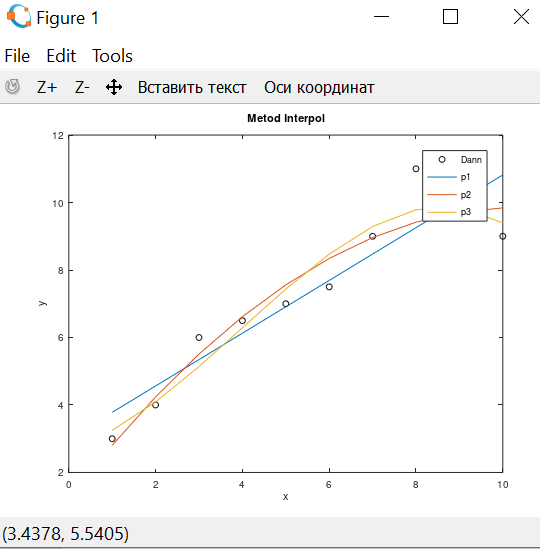 Figure 1
File Edit Tools
Z+ Z- Вставить текст Оси координат
Metod Interpol
12
10
8
6
4
2
y
Dann
p1
p2
p3
0 2 4 6 8 10
x
(3.4378, 5.5405)